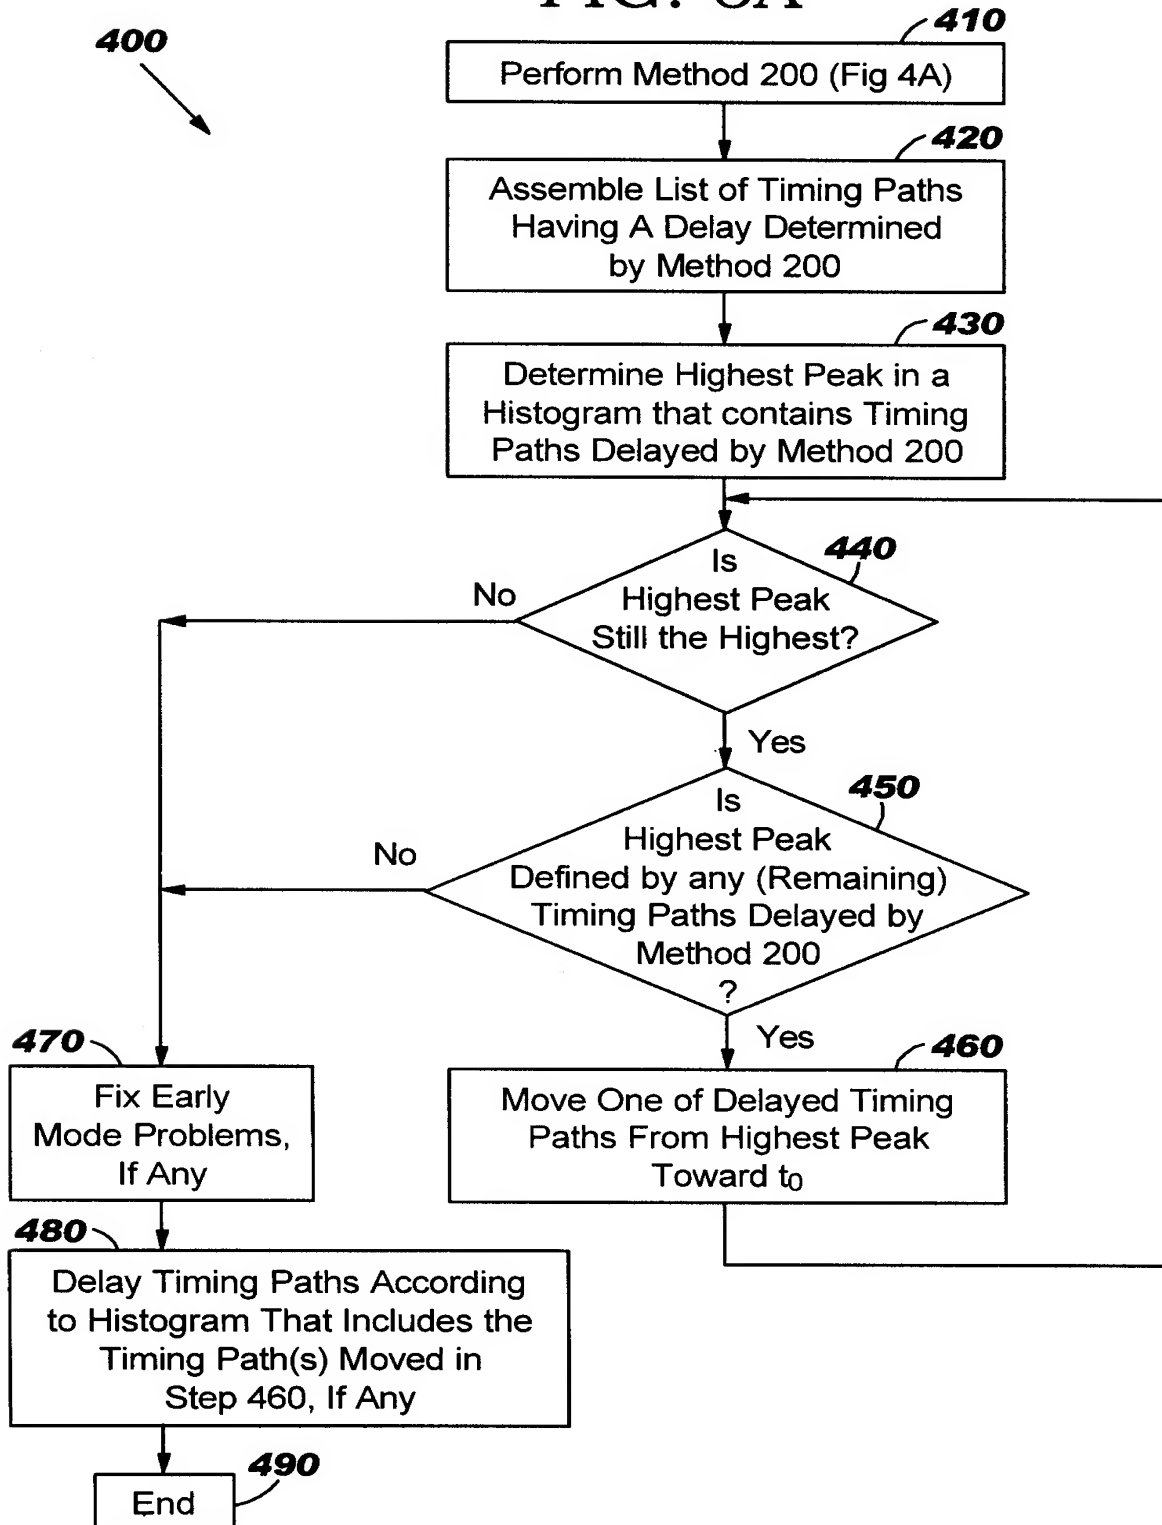 400
410
Perform Method 200 (Fig 4A)
420
Assemble List of Timing Paths
Having A Delay Determined
by Method 200
430
Determine Highest Peak in a
Histogram that contains Timing
Paths Delayed by Method 200
440
Is
Highest Peak
Still the Highest?
No
Yes
450
Is
Highest Peak
Defined by any (Remaining)
Timing Paths Delayed by
Method 200
?
No
Yes
460
Move One of Delayed Timing
Paths From Highest Peak
Toward t0
470
Fix Early
Mode Problems,
If Any
480
Delay Timing Paths According
to Histogram That Includes the
Timing Path(s) Moved in
Step 460, If Any
490
End